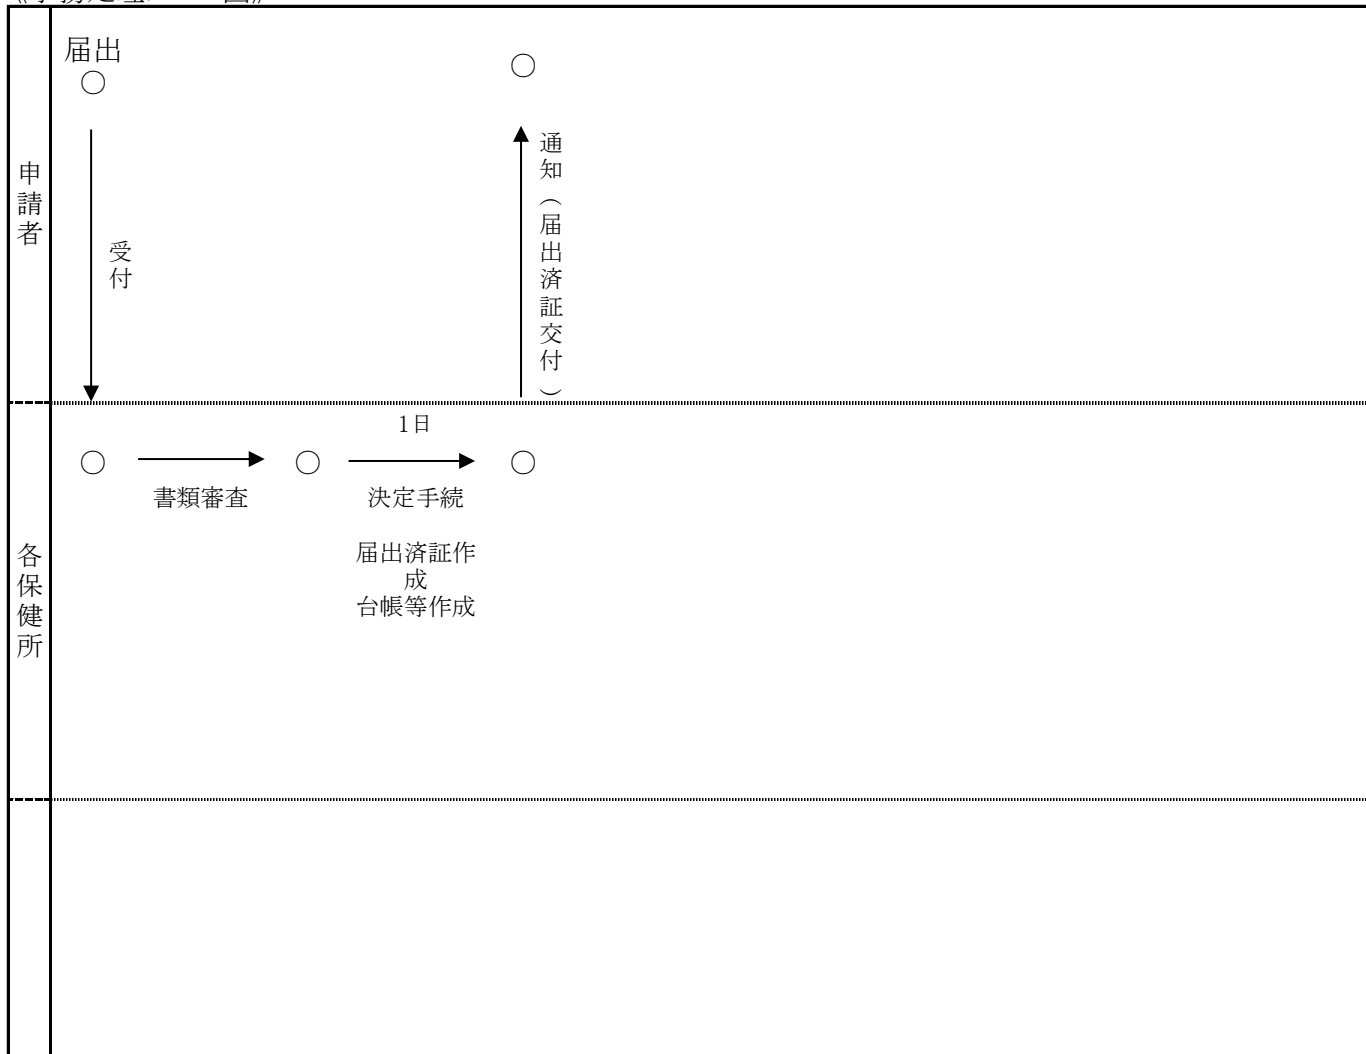 申請者
届出
受付
通知（届出済証交付）
各保健所
1日
書類審査
決定手続
届出済証作
成
台帳等作成